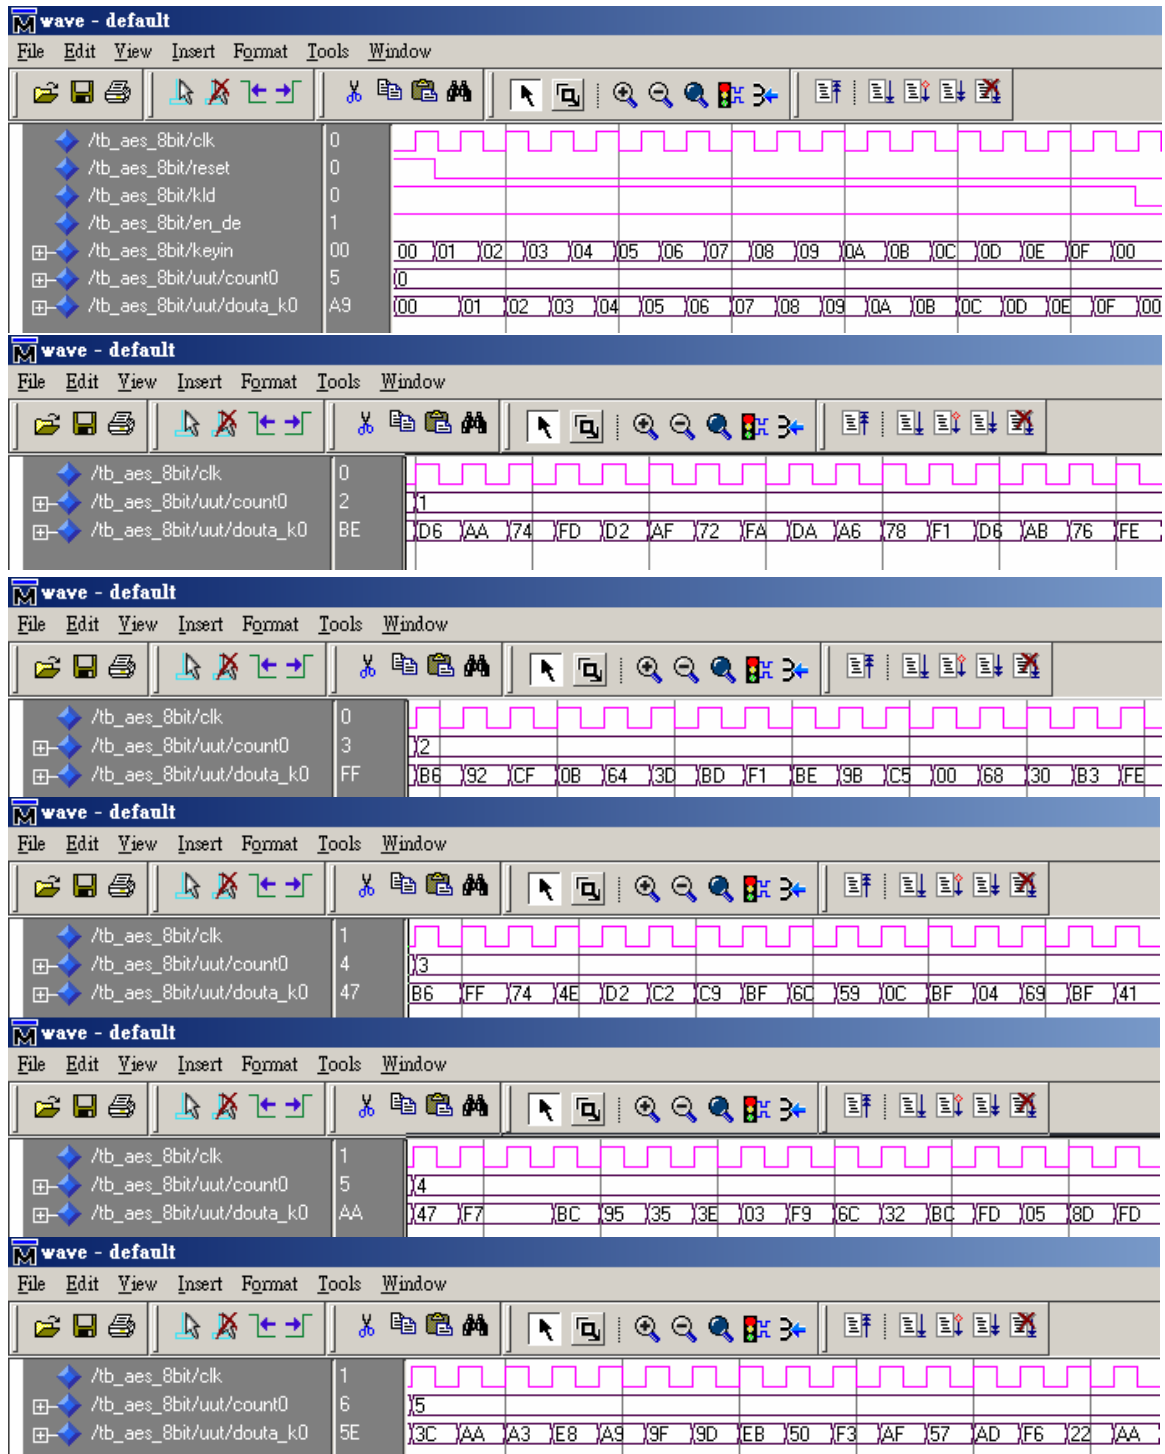 wave - default
File Edit View Insert Format Tools Window
/tb_aes_8bit/clk 0
/tb_aes_8bit/reset 0
/tb_aes_8bit/kld 0
/tb_aes_8bit/en_de 1
/tb_aes_8bit/keyin 00 00 01 02 03 04 05 06 07 08 09 0A 0B 0C 0D 0E 0F 00
/tb_aes_8bit/uut/count0 5 0
/tb_aes_8bit/uut/douta_k0 A9 00 01 02 03 04 05 06 07 08 09 0A 0B 0C 0D 0E 0F 00
wave - default
File Edit View Insert Format Tools Window
/tb_aes_8bit/clk 0
/tb_aes_8bit/uut/count0 2 1
/tb_aes_8bit/uut/douta_k0 BE D6 AA 74 FD D2 AF 72 FA DA A6 78 F1 D6 AB 76 FE
wave - default
File Edit View Insert Format Tools Window
/tb_aes_8bit/clk 0
/tb_aes_8bit/uut/count0 3 2
/tb_aes_8bit/uut/douta_k0 FF B6 92 CF 0B 64 3D BD F1 BE 9B C5 00 68 30 B3 FE
wave - default
File Edit View Insert Format Tools Window
/tb_aes_8bit/clk 1
/tb_aes_8bit/uut/count0 4 3
/tb_aes_8bit/uut/douta_k0 47 B6 FF 74 4E D2 C2 C9 BF 6C 59 0C BF 04 69 BF 41
wave - default
File Edit View Insert Format Tools Window
/tb_aes_8bit/clk 1
/tb_aes_8bit/uut/count0 5 4
/tb_aes_8bit/uut/douta_k0 AA 47 F7 BC 95 35 3E 03 F9 6C 32 BC FD 05 8D FD
wave - default
File Edit View Insert Format Tools Window
/tb_aes_8bit/clk 1
/tb_aes_8bit/uut/count0 6 5
/tb_aes_8bit/uut/douta_k0 5E 3C AA A3 E8 A9 9F 9D EB 50 F3 AF 57 AD F6 22 AA